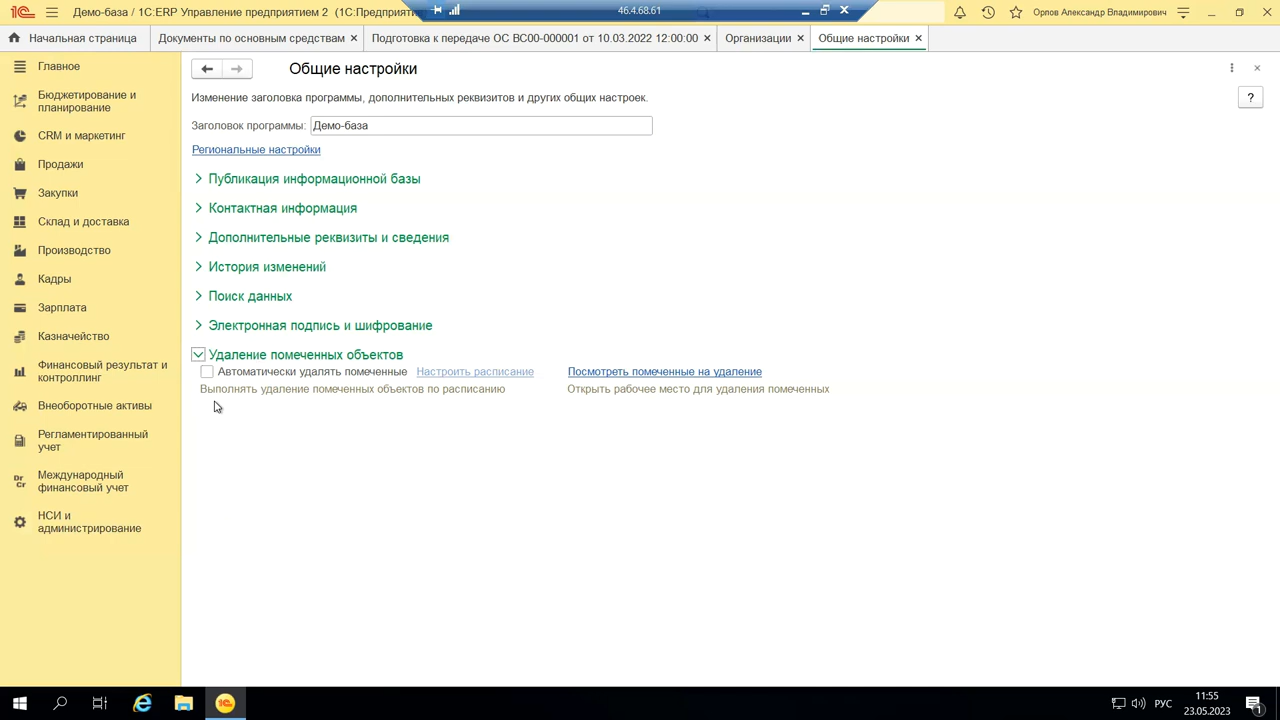 Демо-база / 1С:ERP Управление предприятием 2 (1С:Предприяти
46.4.68.61
Орлов Александр Владимирович
Начальная страница
Документы по основным средствам
Подготовка к передаче ОС ВС00-000001 от 10.03.2022 12:00:00
Организации
Общие настройки
Главное
Бюджетирование и
планирование
CRM и маркетинг
Продажи
Закупки
Склад и доставка
Производство
Кадры
Зарплата
Казначейство
Финансовый результат и
контроллинг
Внеоборотные активы
Регламентированный
учет
Международный
финансовый учет
НСИ и
администрирование
Общие настройки
Изменение заголовка программы, дополнительных реквизитов и других общих настроек.
?
Заголовок программы: Демо-база
Региональные настройки
Публикация информационной базы
Контактная информация
Дополнительные реквизиты и сведения
История изменений
Поиск данных
Электронная подпись и шифрование
Удаление помеченных объектов
Автоматически удалять помеченные Настроить расписание Посмотреть помеченные на удаление
Выполнять удаление помеченных объектов по расписанию Открыть рабочее место для удаления помеченных
РУС
11:55
23.05.2023
1